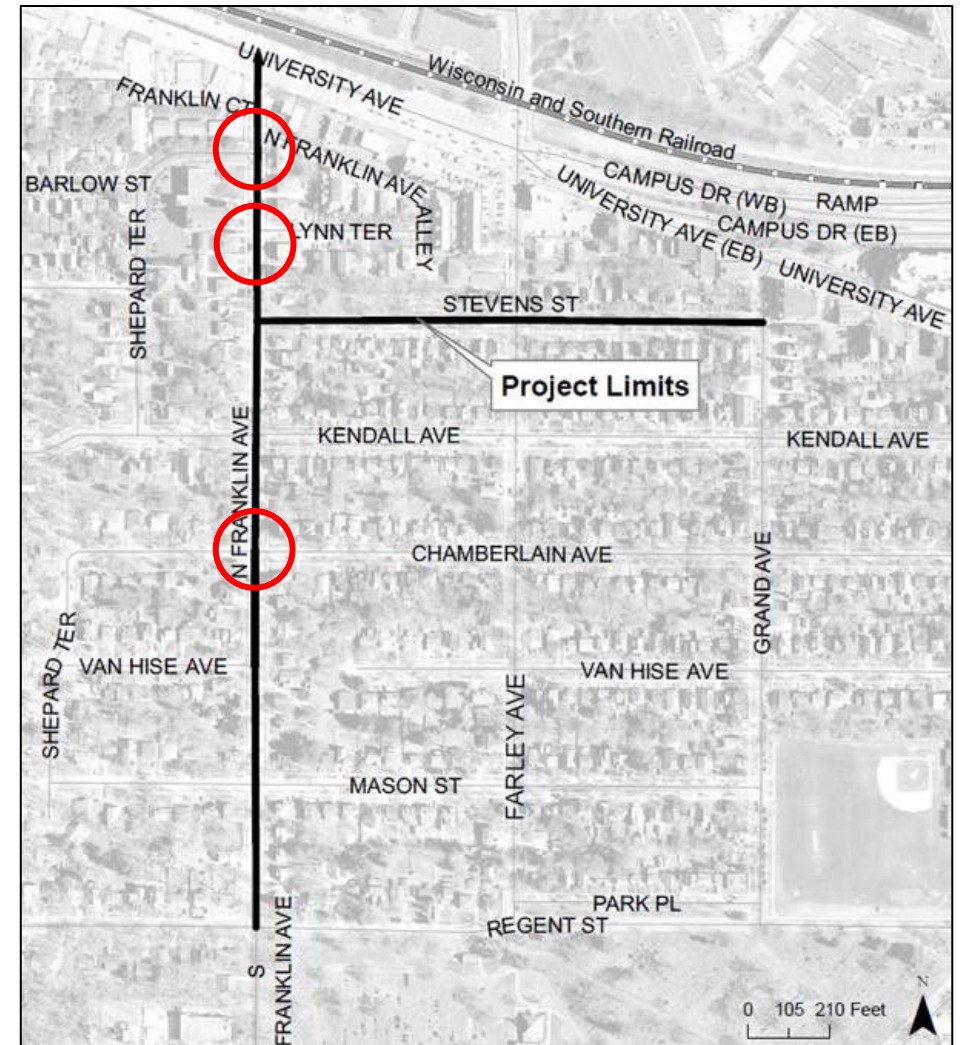 UNIVERSITY AVE
Wisconsin and Southern Railroad
FRANKLIN CT
N FRANKLIN AVE
BARLOW ST
CAMPUS DR (WB)
RAMP
UNIVERSITY AVE (EB)
CAMPUS DR (EB)
LYNN TER
ALLEY
SHEPARD TER
UNIVERSITY AVE
STEVENS ST
Project Limits
N FRANKLIN AVE
KENDALL AVE
KENDALL AVE
CHAMBERLAIN AVE
GRAND AVE
SHEPARD TER
VAN HISE AVE
VAN HISE AVE
FARLEY AVE
MASON ST
PARK PL
REGENT ST
S
FRANKLIN AVE
N
0 105 210 Feet